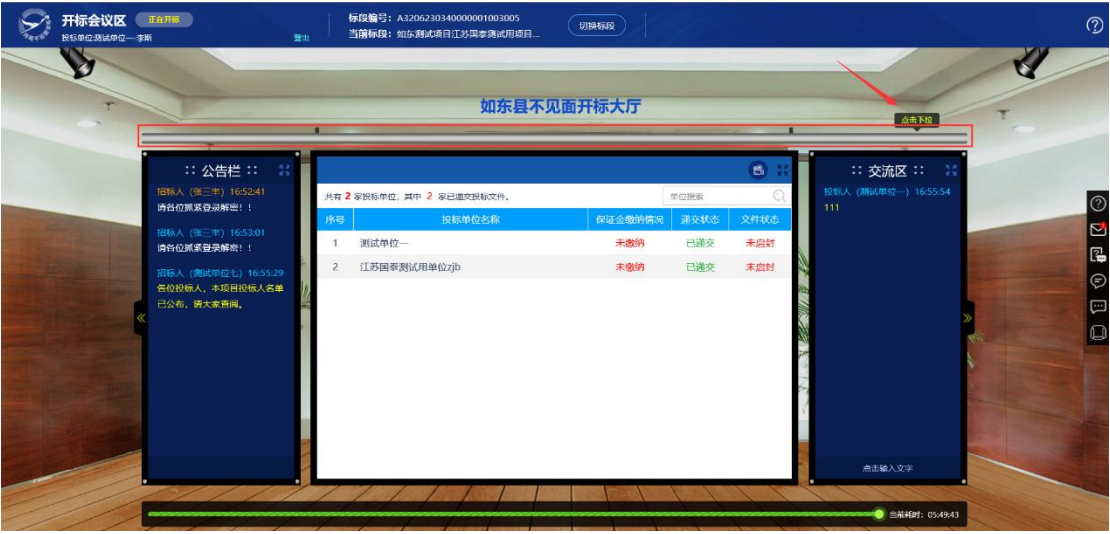 开标会议区 正在开标
投标单位:测试单位一-李斯 登出
标段编号：A3206230340000001003005
当前标段：如东测试项目江苏国泰测试用项目...
切换标段
如东县不见面开标大厅
点击下拉
:: 公告栏 ::
招标人（张三丰）16:52:41
请各位抓紧登录解密！！
招标人（张三丰）16:53:01
请各位抓紧登录解密！！
招标人（测试单位七）16:55:29
各位投标人，本项目投标人名单
已公布，请大家查阅。
共有 2 家投标单位，其中 2 家已递交投标文件。 单位搜索
序号 投标单位名称 保证金缴纳情况 递交状态 文件状态
1 测试单位一 未缴纳 已递交 未启封
2 江苏国泰测试用单位zjb 未缴纳 已递交 未启封
:: 交流区 ::
投标人（测试单位一）16:55:54
111
点击输入文字
当前耗时：05:49:43